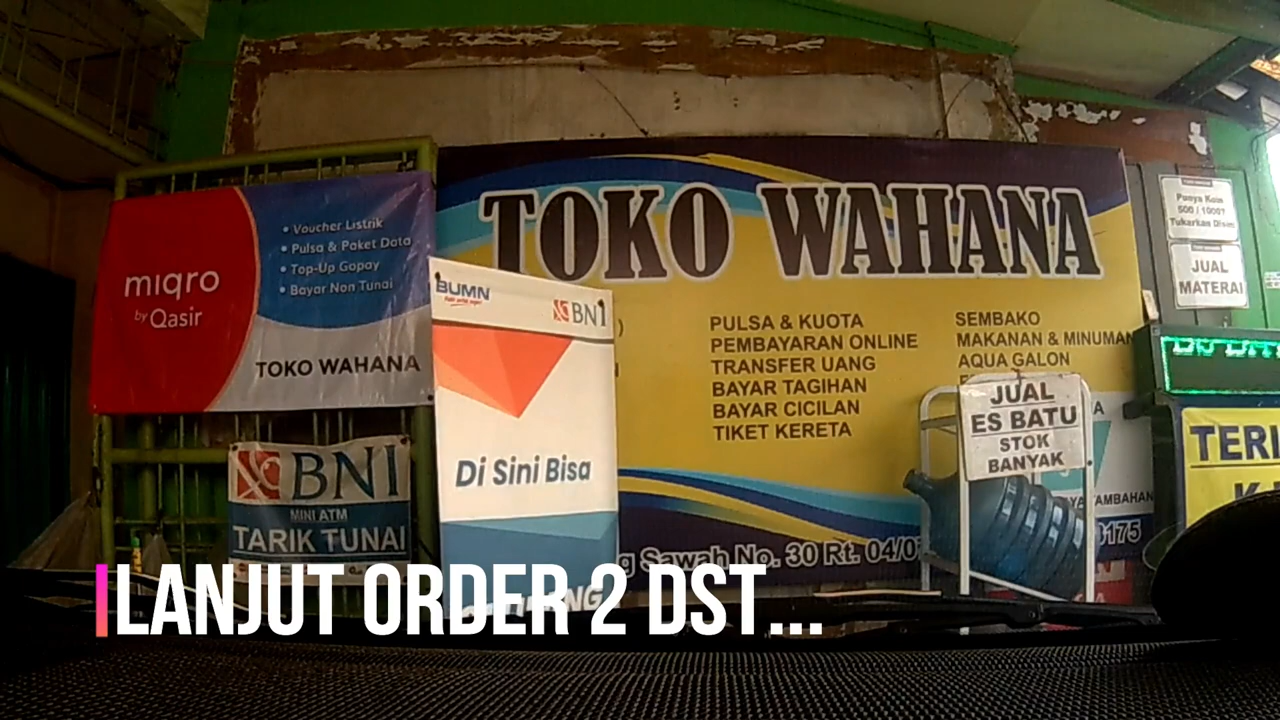 TOKO WAHANA
miqro
by Qasir
• Voucher Listrik
• Pulsa & Paket Data
• Top-Up Gopay
• Bayar Non Tunai
TOKO WAHANA
BNI
MINI ATM
TARIK TUNAI
BUMN
BNI
Di Sini Bisa
PULSA & KUOTA
PEMBAYARAN ONLINE
TRANSFER UANG
BAYAR TAGIHAN
BAYAR CICILAN
TIKET KERETA
SEMBAKO
MAKANAN & MINUMAN
AQUA GALON
JUAL
ES BATU
STOK
BANYAK
Punya Koin
500 / 1000?
Tukarkan
JUAL
MATERAI
Sawah No. 30 Rt. 04/0
3175
LANJUT ORDER 2 DST...